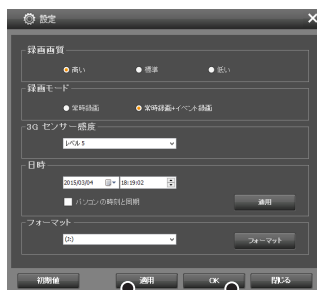 設定
録画画質
高い 標準 低い
録画モード
常時録画 常時録画+イベント録画
3G センサー感度
レベル 5
日時
2015/03/04 18:19:02
パソコンの時刻と同期 適用
フォーマット
(J:) フォーマット
初期値 適用 OK 閉じる